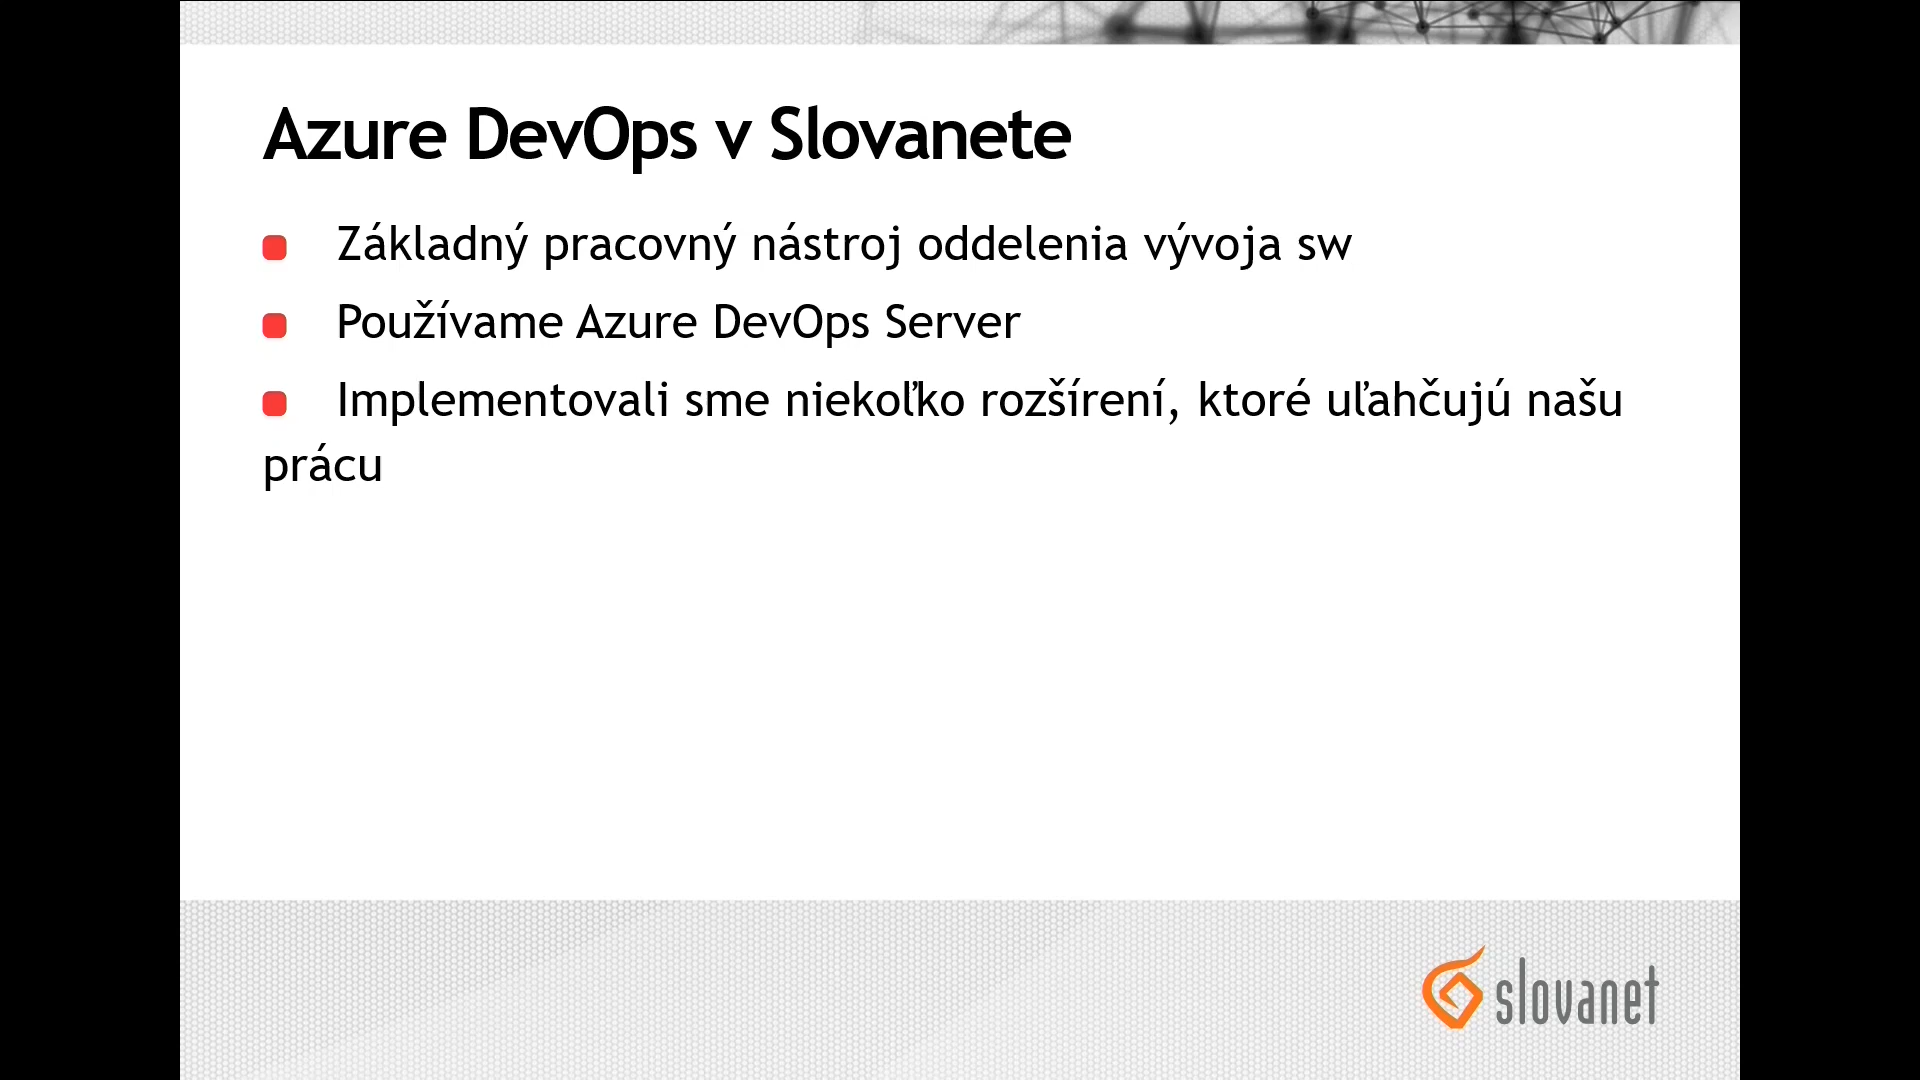 Azure DevOps v Slovanete
Základný pracovný nástroj oddelenia vývoja sw
Používame Azure DevOps Server
Implementovali sme niekoľko rozšírení, ktoré uľahčujú našu
prácu
slovanet